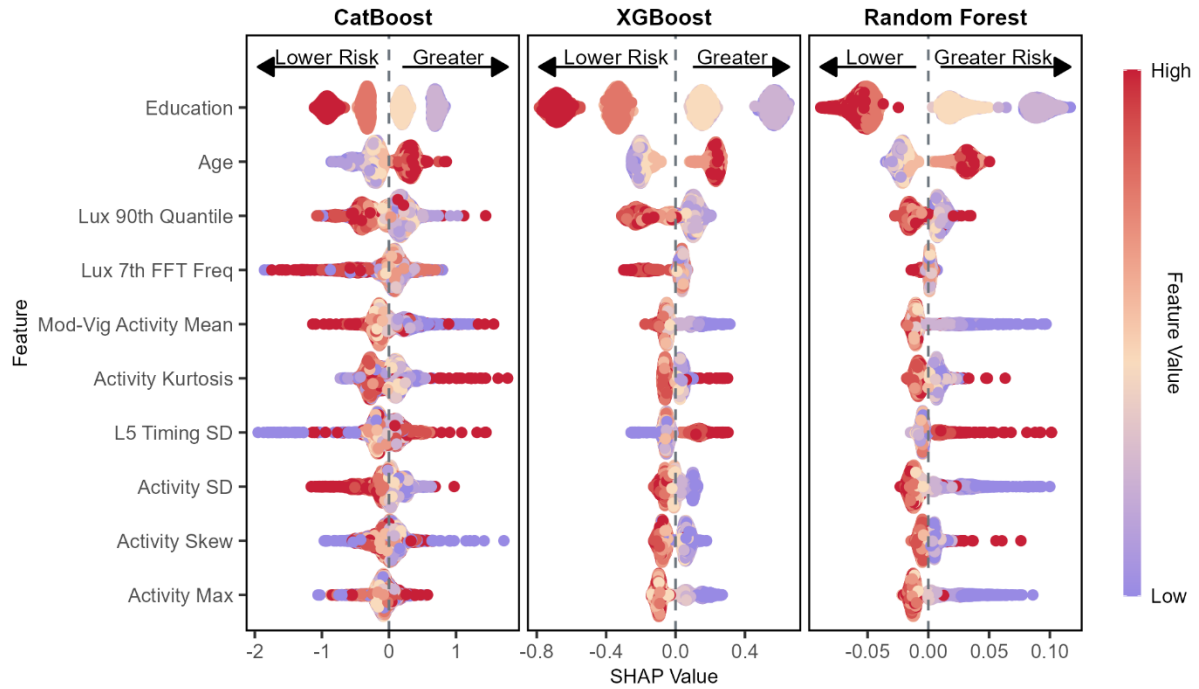 CatBoost XGBoost Random Forest
Lower Risk Greater Lower Risk Greater Lower Greater Risk
Education
Age
Lux 90th Quantile
Lux 7th FFT Freq
Mod-Vig Activity Mean
Activity Kurtosis
L5 Timing SD
Activity SD
Activity Skew
Activity Max
Feature
-2 -1 0 1 -0.8 -0.4 0.0 0.4 -0.05 0.00 0.05 0.10
SHAP Value
High
Feature Value
Low